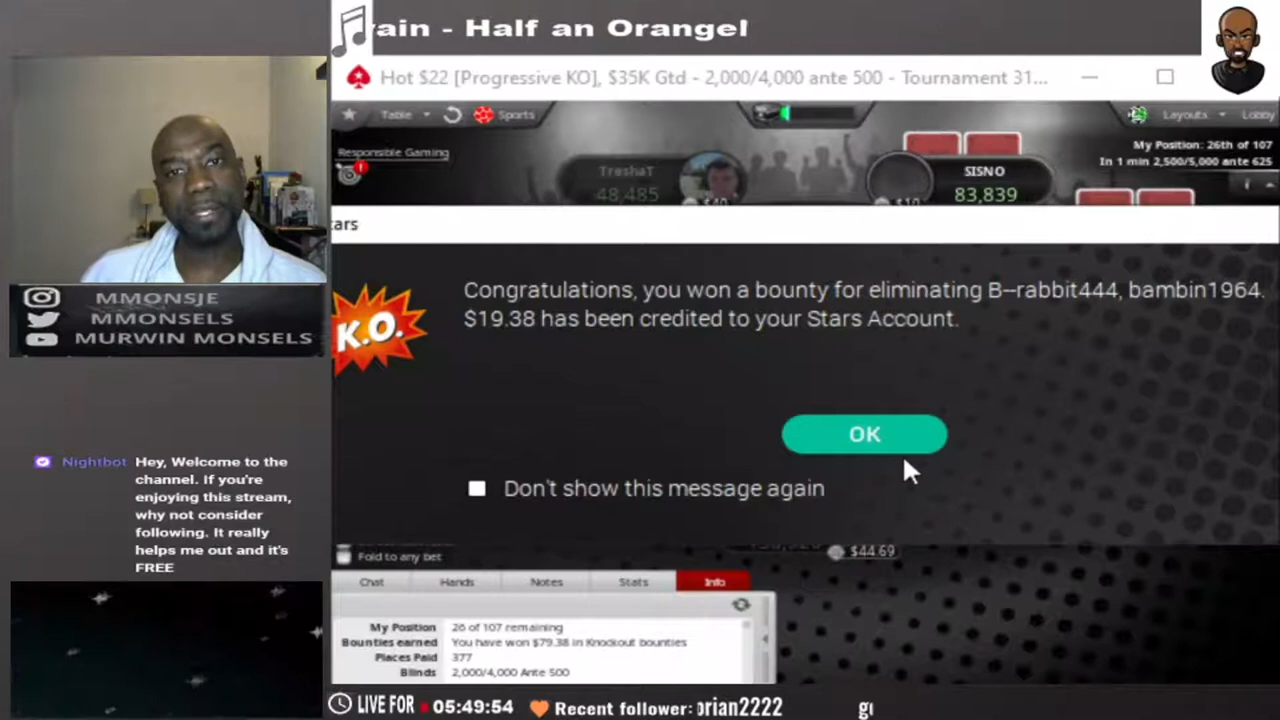 vain - Half an Orangel
Hot $22 [Progressive KO], $35K Gtd - 2,000/4,000 ante 500 - Tournament 31...
Table
Sports
Layouts
Lobby
Responsible Gaming
My Position: 26th of 107
In 1 min 2,500/5,000 ante 625
TreshaT
48,485
$40
SISNO
83,839
$10
tars
Congratulations, you won a bounty for eliminating B--rabbit444, bambin1964.
$19.38 has been credited to your Stars Account.
K.O.
OK
Don't show this message again
MMONSJE
MMONSELS
MURWIN MONSELS
Nightbot Hey, Welcome to the
channel. If you're
enjoying this stream,
why not consider
following. It really
helps me out and it's
FREE
Fold to any bet
$44.69
Chat
Hands
Notes
Stats
Info
My Position 26 of 107 remaining
Bounties earned You have won $79.38 in Knockout bounties
Places Paid 377
Blinds 2,000/4,000 Ante 500
LIVE FOR 05:49:54 Recent follower: orian2222